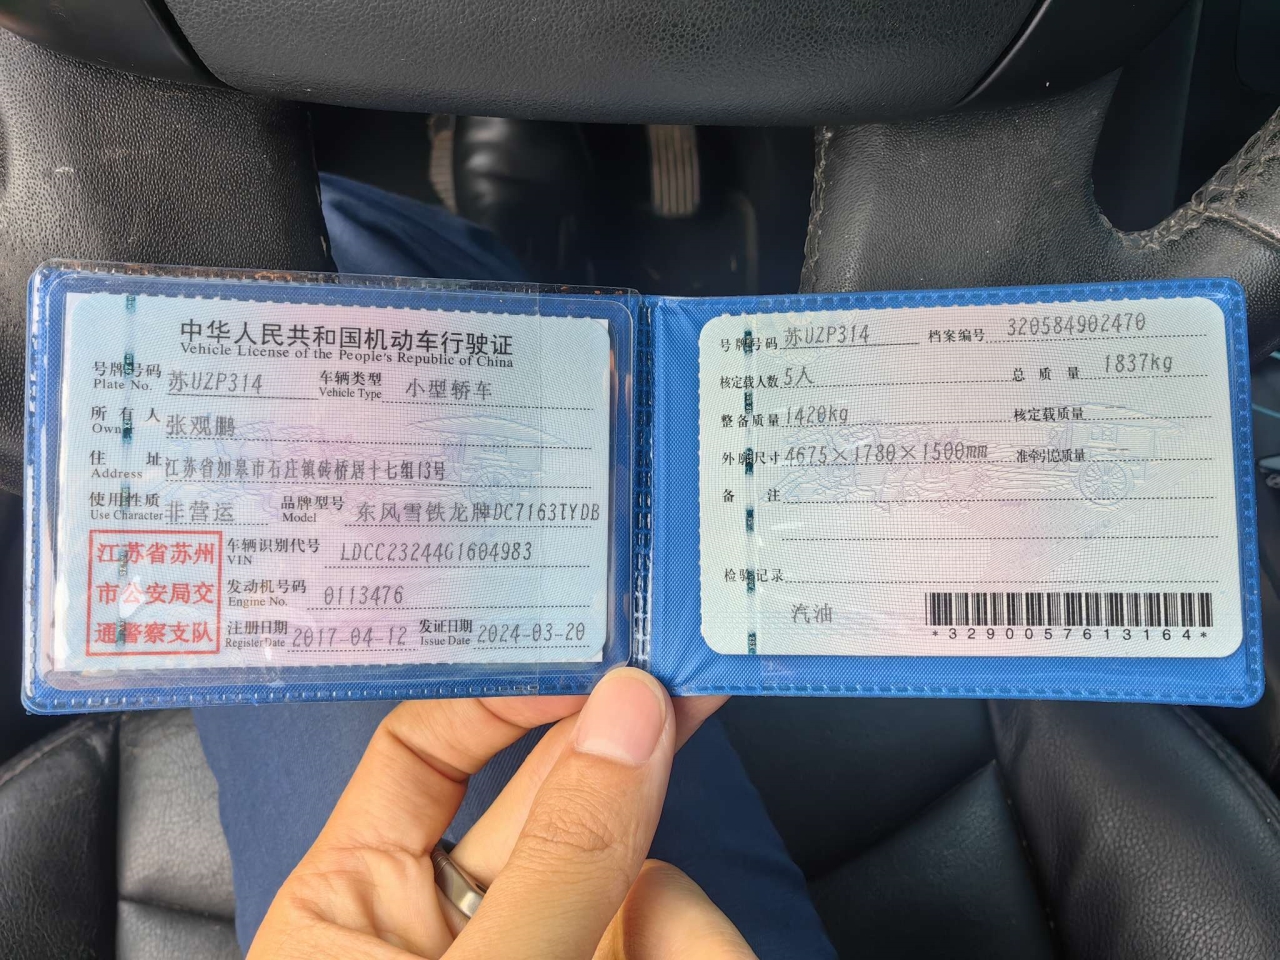 中华人民共和国机动车行驶证
Vehicle License of the People's Republic of China
号牌号码 苏UZP314 车辆类型 小型轿车
Plate No. Vehicle Type
所有人 张观鹏
Owner
住址 江苏省如皋市石庄镇砖桥居十七组13号
Address
使用性质 非营运 品牌型号 东风雪铁龙牌DC7163TYDB
Use Character Model
江苏省苏州
市公安局交
通警察支队
车辆识别代号 LDCC23244G1604983
VIN
发动机号码 0113476
Engine No.
注册日期 2017-04-12 发证日期 2024-03-20
Register Date Issue Date
号牌号码 苏UZP314 档案编号 320584902470
核定载人数 5人 总质量 1837kg
整备质量 1420kg 核定载质量
外廓尺寸 4675×1780×1500mm 准牵引总质量
备注
检验记录
汽油
*3290057613164*